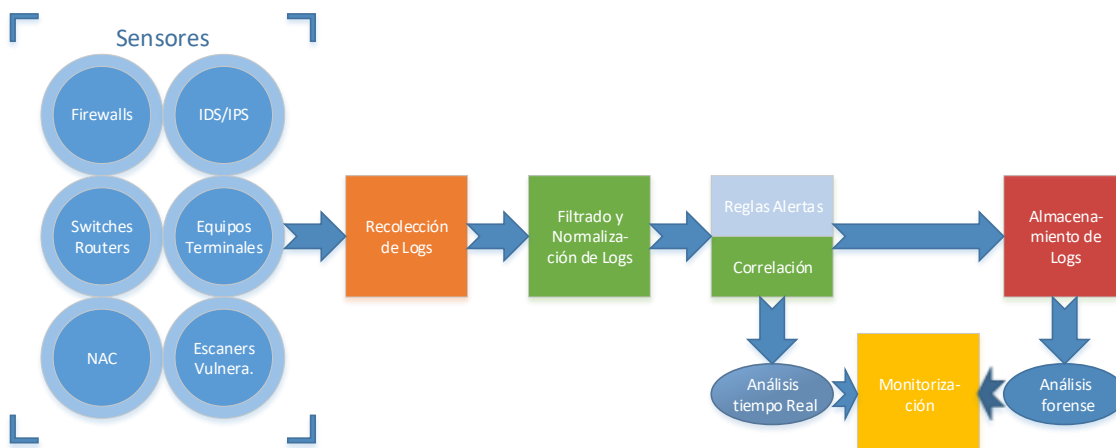 Sensores
Firewalls
IDS/IPS
Switches
Routers
Equipos
Terminales
NAC
Escaners
Vulnera.
Recolección
de Logs
Filtrado y
Normaliza-
ción de Logs
Reglas Alertas
Correlación
Almacena-
miento de
Logs
Análisis
tiempo Real
Monitoriza-
ción
Análisis
forense